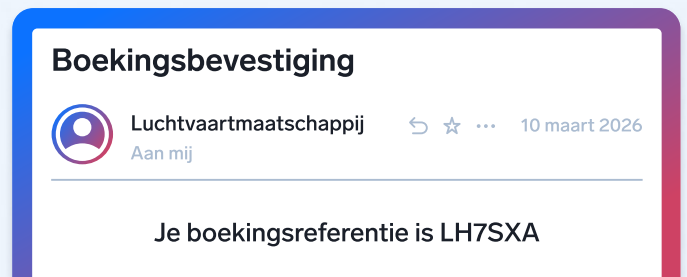 Boekingsbevestiging
Luchtvaartmaatschappij
10 maart 2026
Aan mij
Je boekingsreferentie is LH7SXA